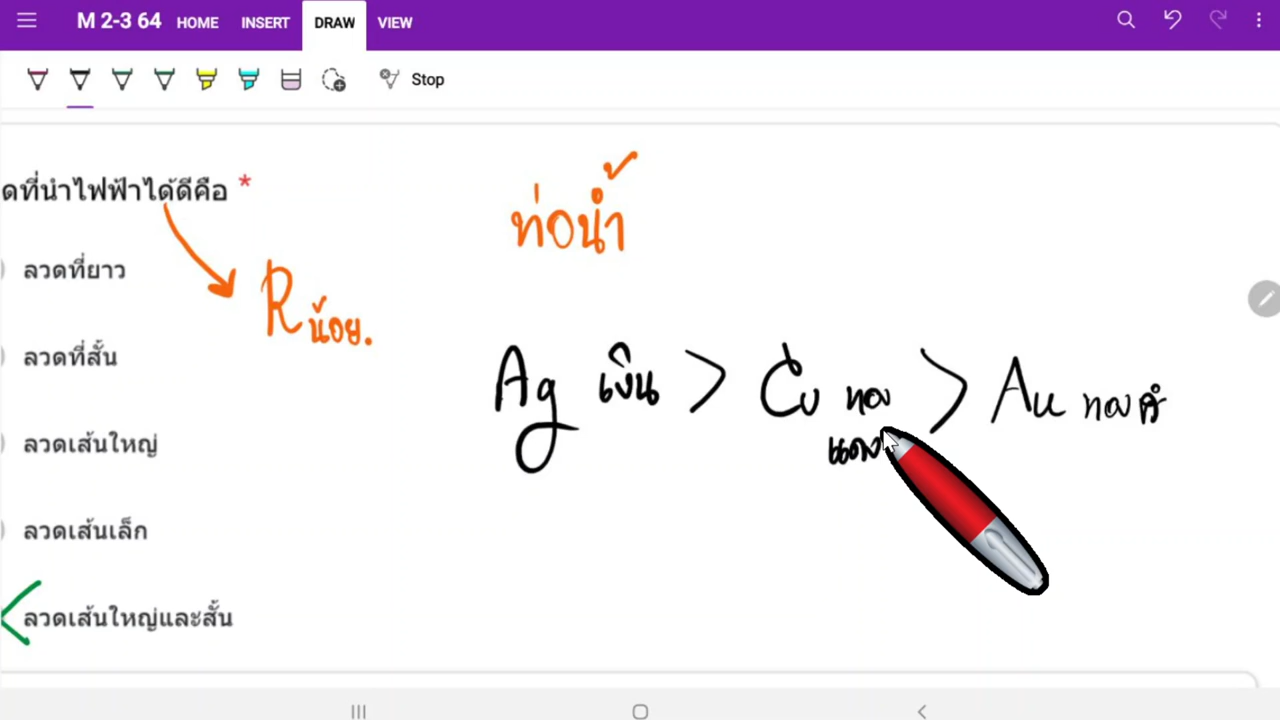 M 2-3 64 HOME INSERT DRAW VIEW
Stop
ดที่นำไฟฟ้าได้ดีคือ *
ท่อน้ำ
ลวดที่ยาว
R น้อย.
ลวดที่สั้น
Ag เงิน > Cu ทอง > Au ทองคำ
แดง
ลวดเส้นใหญ่
ลวดเส้นเล็ก
ลวดเส้นใหญ่และสั้น